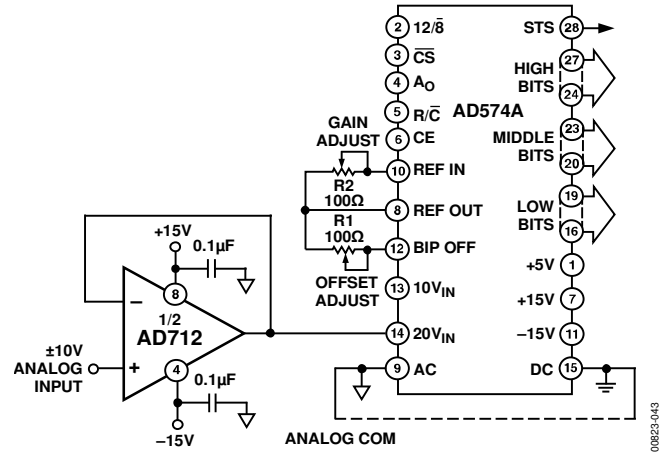 2 12/8̅
3 C̅S̅
4 AO
5 R/C̅
6 CE
10 REF IN
8 REF OUT
12 BIP OFF
13 10VIN
14 20VIN
9 AC
AD574A
STS 28
HIGH
BITS
27
24
MIDDLE
BITS
23
20
LOW
BITS
19
16
+5V 1
+15V 7
–15V 11
DC 15
GAIN
ADJUST
R2
100Ω
R1
100Ω
OFFSET
ADJUST
+15V
0.1µF
8
–
1/2
AD712
+
4
0.1µF
–15V
±10V
ANALOG
INPUT
ANALOG COM
00823-043